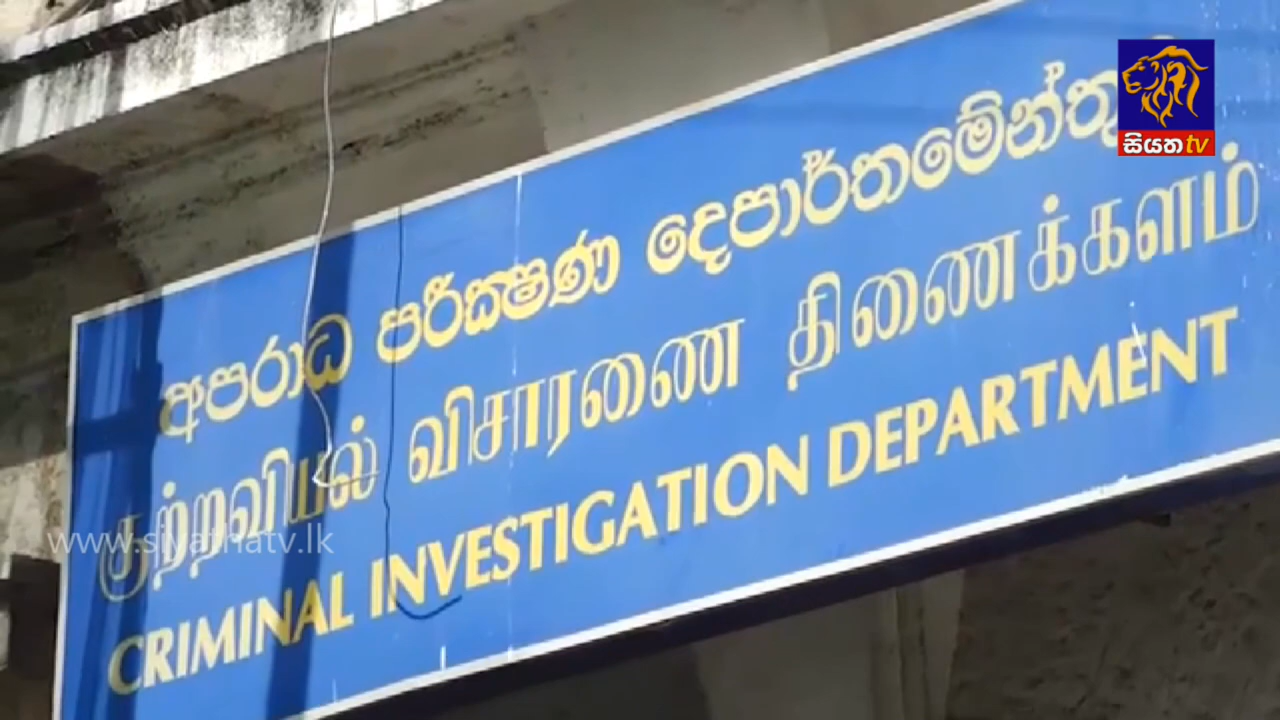 සියත tv
අපරාධ පරීක්ෂණ දෙපාර්තමේන්තුව
குற்றவியல் விசாரணை திணைக்களம்
CRIMINAL INVESTIGATION DEPARTMENT
www.siyathatv.lk